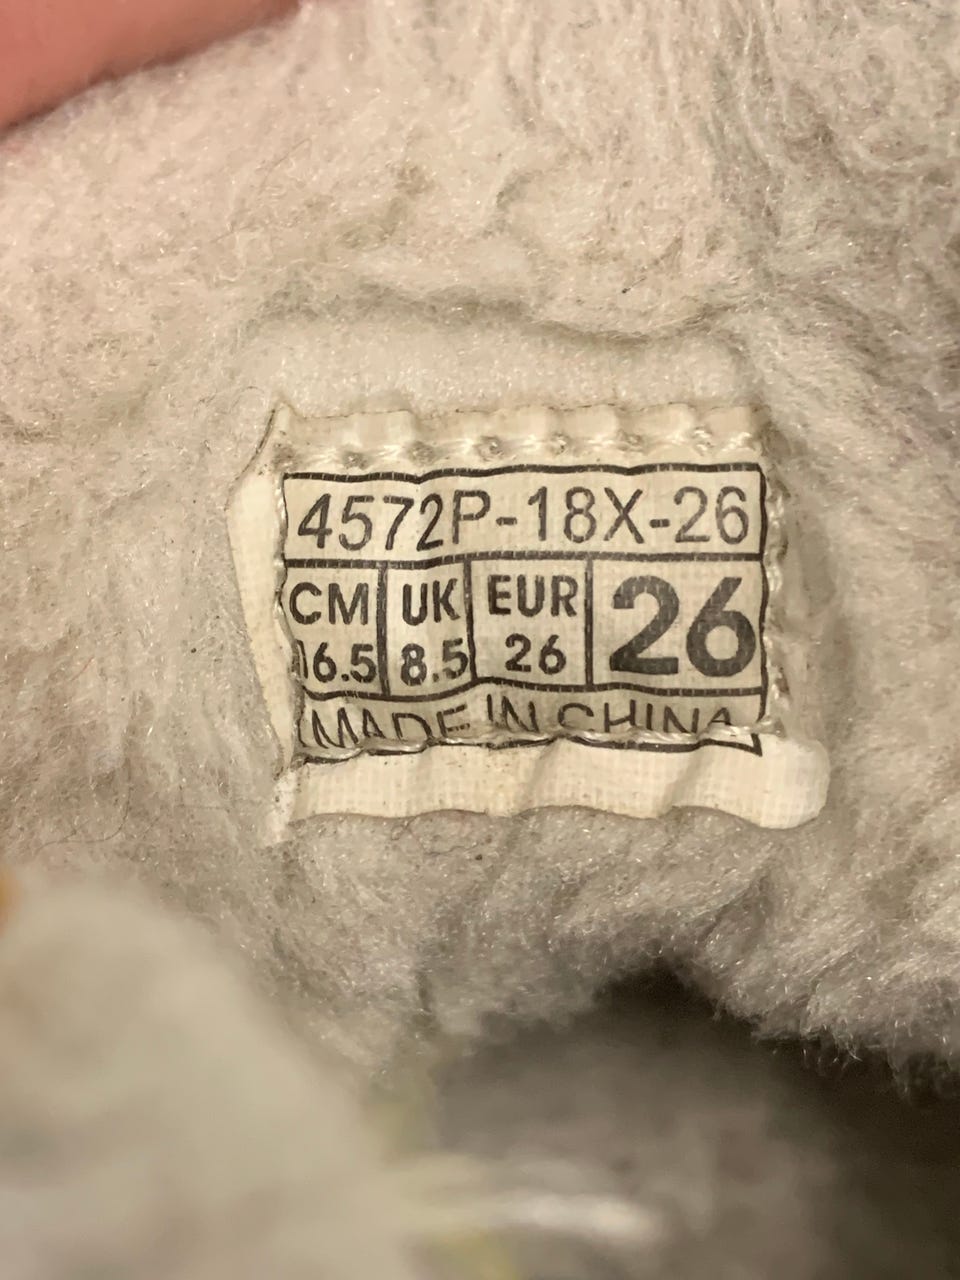 4572P-18X-26
CM UK EUR 26
16.5 8.5 26
MADE IN CHINA